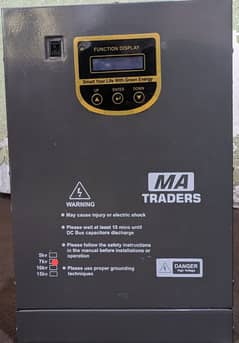 FUNCTION DISPLAY
Smart Your Life With Green Energy
UP ENTER DOWN
WARNING
May cause injury or electric shock
Please wait at least 10 mins until
DC Bus capacitors discharge
Please follow the safety instructions
in the manual before installations or
operation
Please use proper grounding
techniques
5kv
7kv
10kv
15kv
MA
TRADERS
DANGER
High Voltage